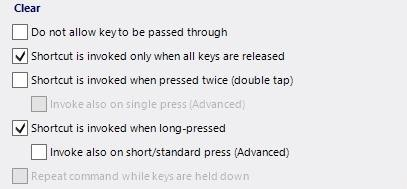 Clear
Do not allow key to be passed through
Shortcut is invoked only when all keys are released
Shortcut is invoked when pressed twice (double tap)
Invoke also on single press (Advanced)
Shortcut is invoked when long-pressed
Invoke also on short/standard press (Advanced)
Repeat command while keys are held down